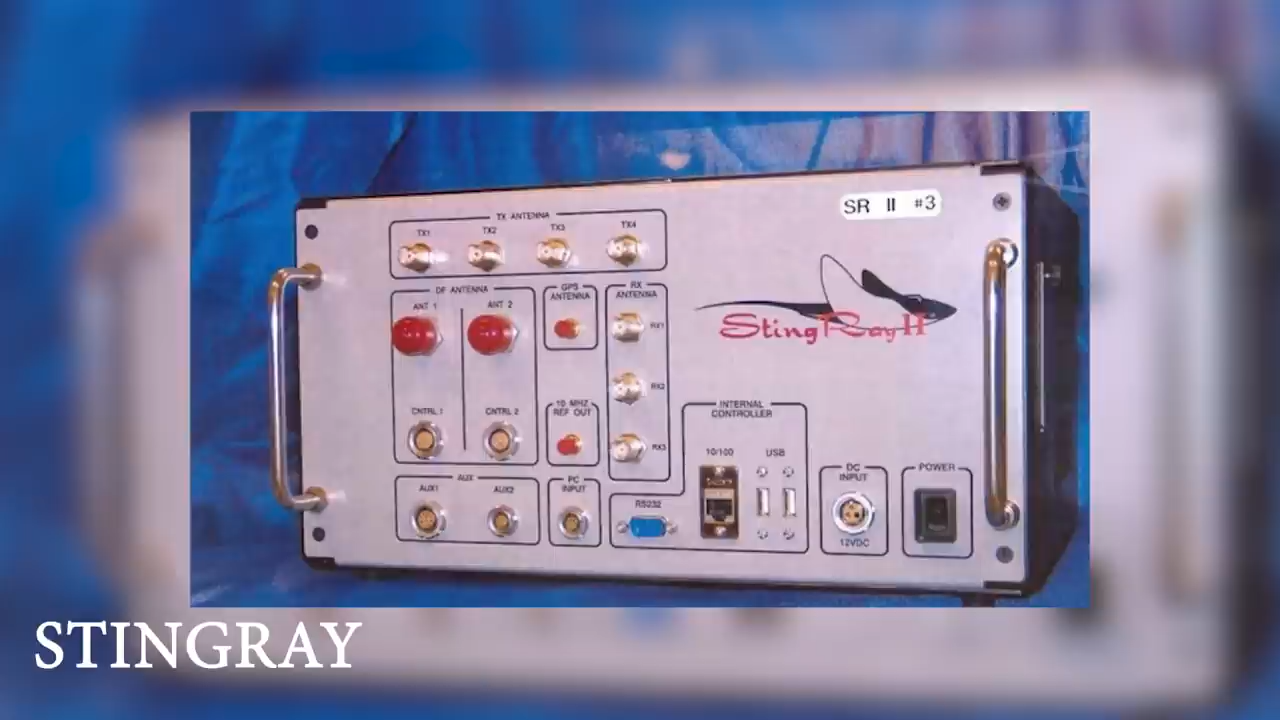 SR II #3
TX ANTENNA
TX1 TX2 TX3 TX4
DF ANTENNA
ANT 1 ANT 2
CNTRL 1 CNTRL 2
GPS
ANTENNA
10 MHZ
REF OUT
RX
ANTENNA
RX1
RX2
RX3
StingRay II
INTERNAL
CONTROLLER
10/100 USB
RS232
AUX
AUX1 AUX2
PC
INPUT
DC
INPUT
12VDC
POWER
STINGRAY